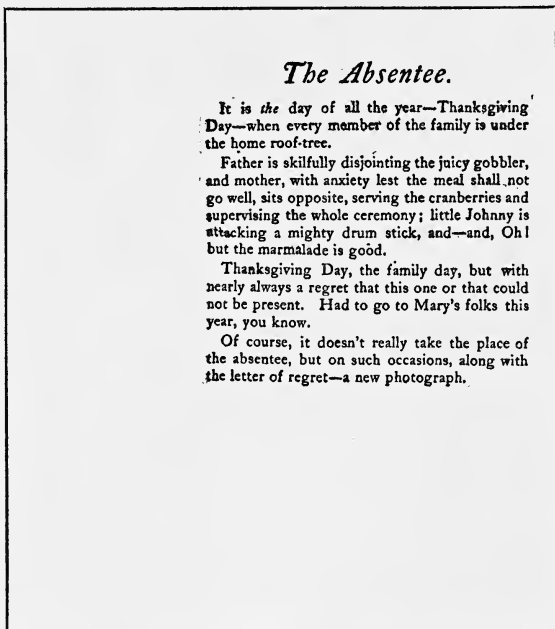 The Absentee.
It is the day of all the year—Thanksgiving
Day—when every member of the family is under
the home roof-tree.
Father is skilfully disjointing the juicy gobbler,
and mother, with anxiety lest the meal shall not
go well, sits opposite, serving the cranberries and
supervising the whole ceremony; little Johnny is
attacking a mighty drum stick, and—and, Oh!
but the marmalade is good.
Thanksgiving Day, the family day, but with
nearly always a regret that this one or that could
not be present. Had to go to Mary's folks this
year, you know.
Of course, it doesn't really take the place of
the absentee, but on such occasions, along with
the letter of regret—a new photograph.